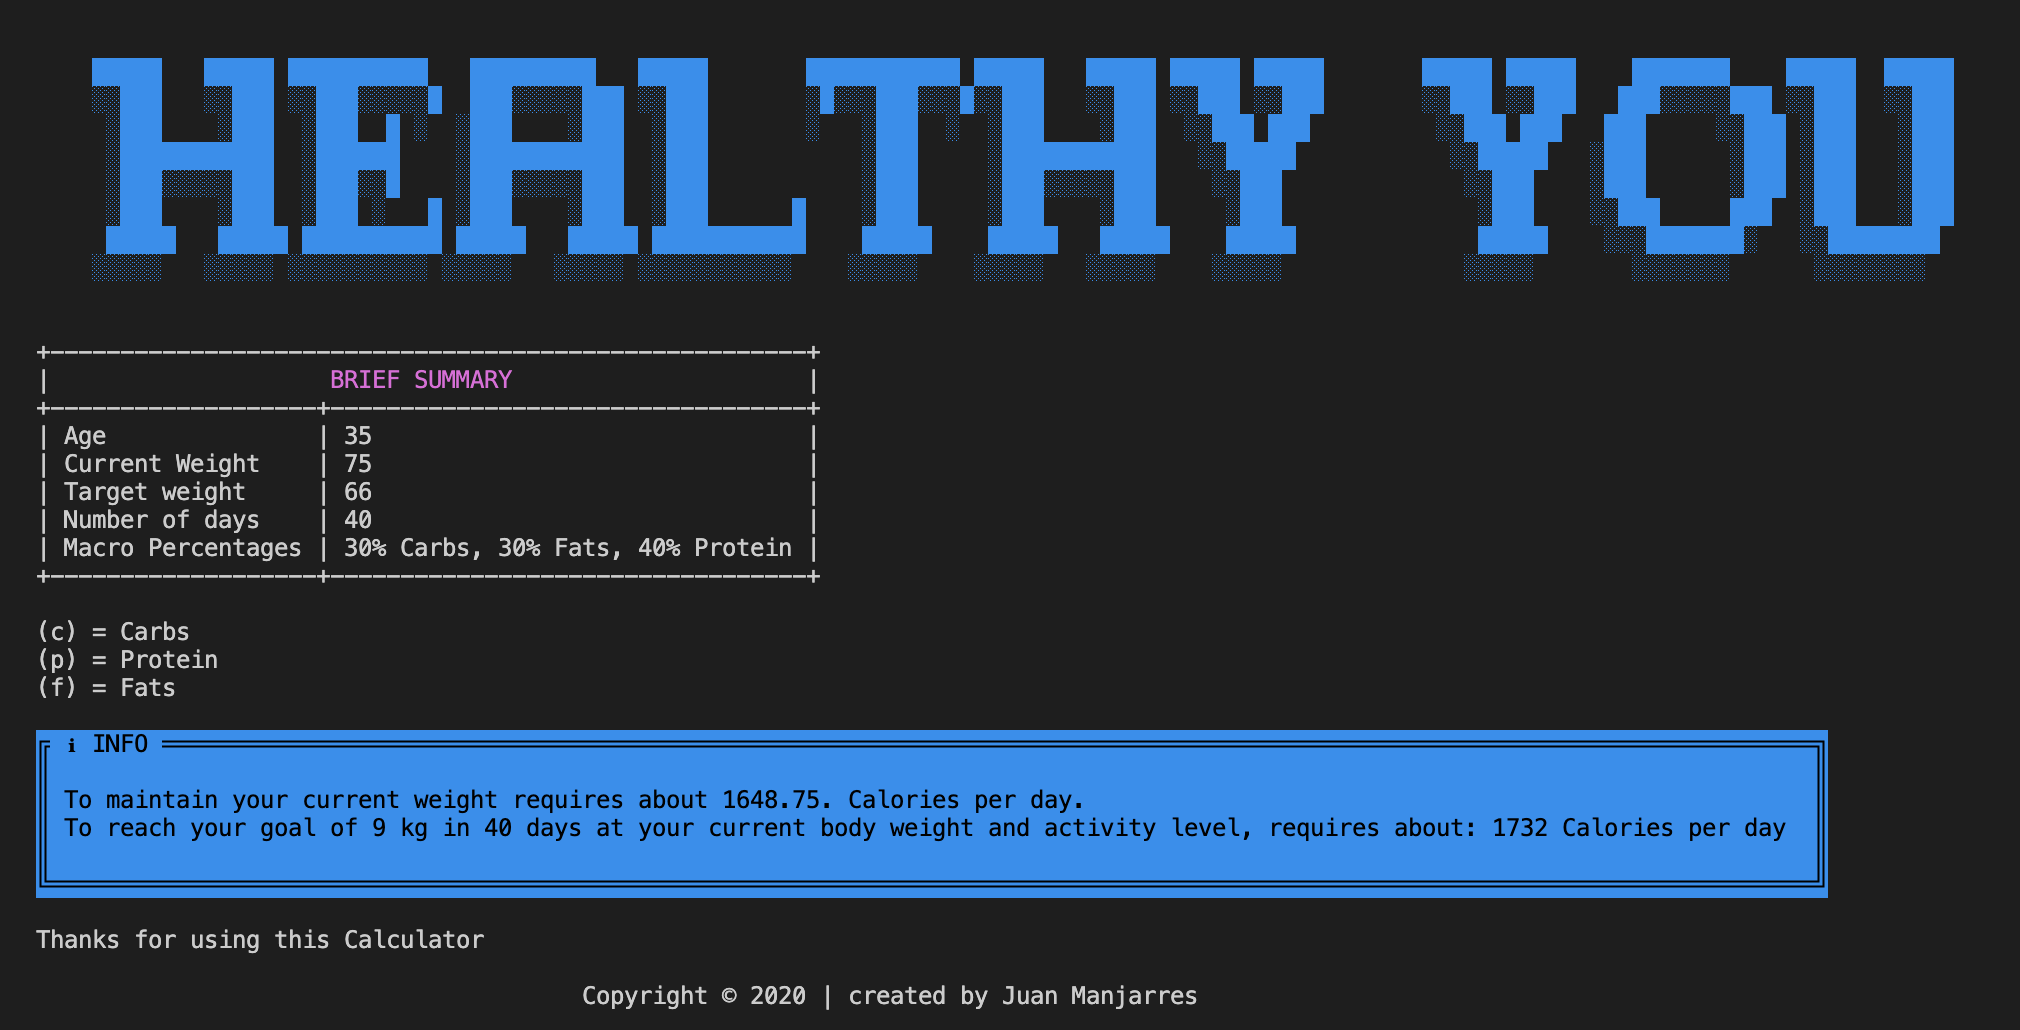 HEALTHY YOU
BRIEF SUMMARY
Age | 35
Current Weight | 75
Target weight | 66
Number of days | 40
Macro Percentages | 30% Carbs, 30% Fats, 40% Protein
(c) = Carbs
(p) = Protein
(f) = Fats
ℹ INFO
To maintain your current weight requires about 1648.75. Calories per day.
To reach your goal of 9 kg in 40 days at your current body weight and activity level, requires about: 1732 Calories per day
Thanks for using this Calculator
Copyright © 2020 | created by Juan Manjarres